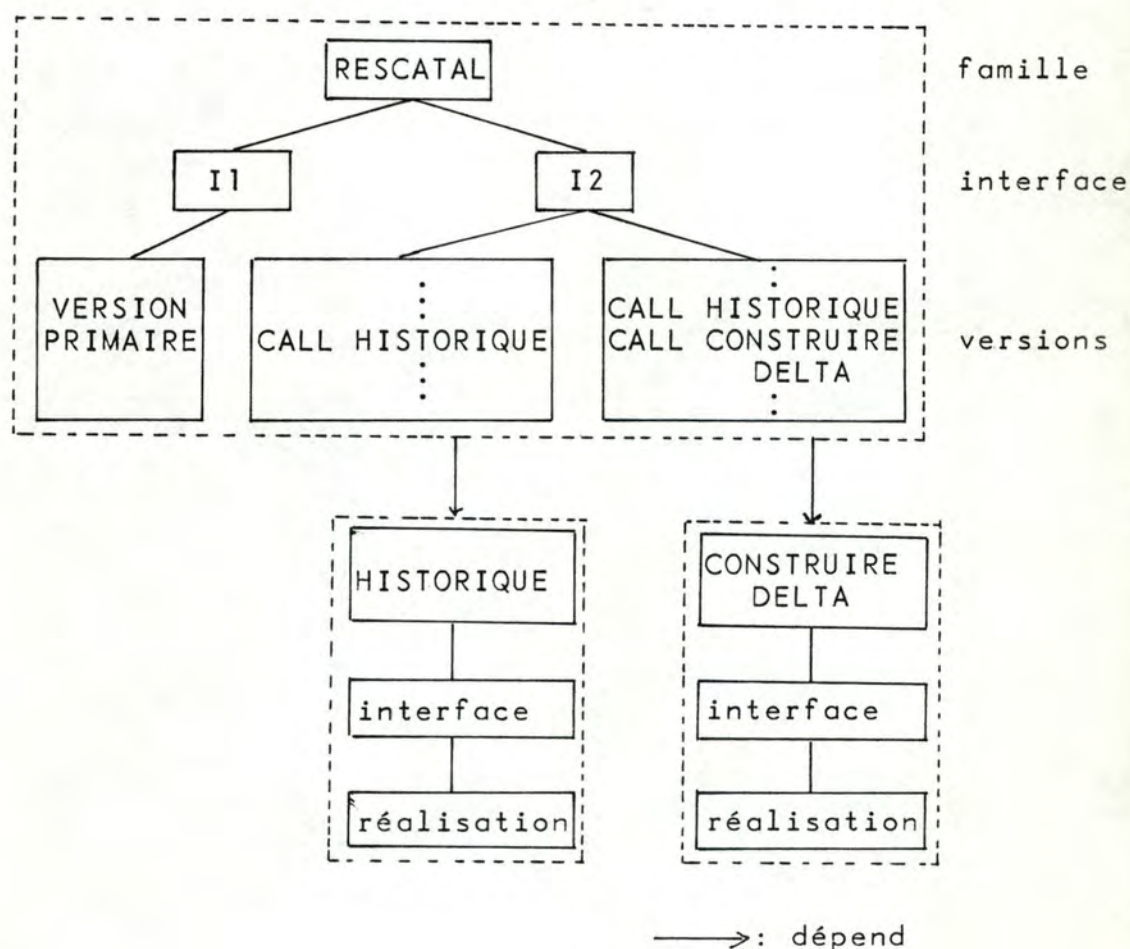 RESCATAL
famille
I1
I2
interface
VERSION
PRIMAIRE
CALL HISTORIQUE
CALL HISTORIQUE
CALL CONSTRUIRE
DELTA
versions
HISTORIQUE
CONSTRUIRE
DELTA
interface
interface
réalisation
réalisation
: dépend